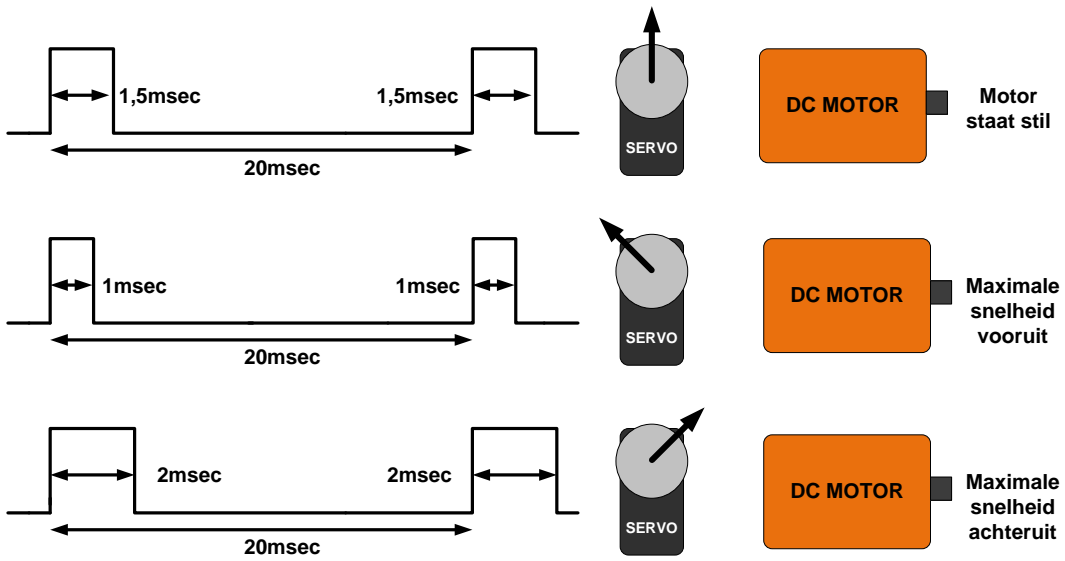 1,5msec
1,5msec
20msec
SERVO
DC MOTOR
Motor
staat stil
1msec
1msec
20msec
SERVO
DC MOTOR
Maximale
snelheid
vooruit
2msec
2msec
20msec
SERVO
DC MOTOR
Maximale
snelheid
achteruit